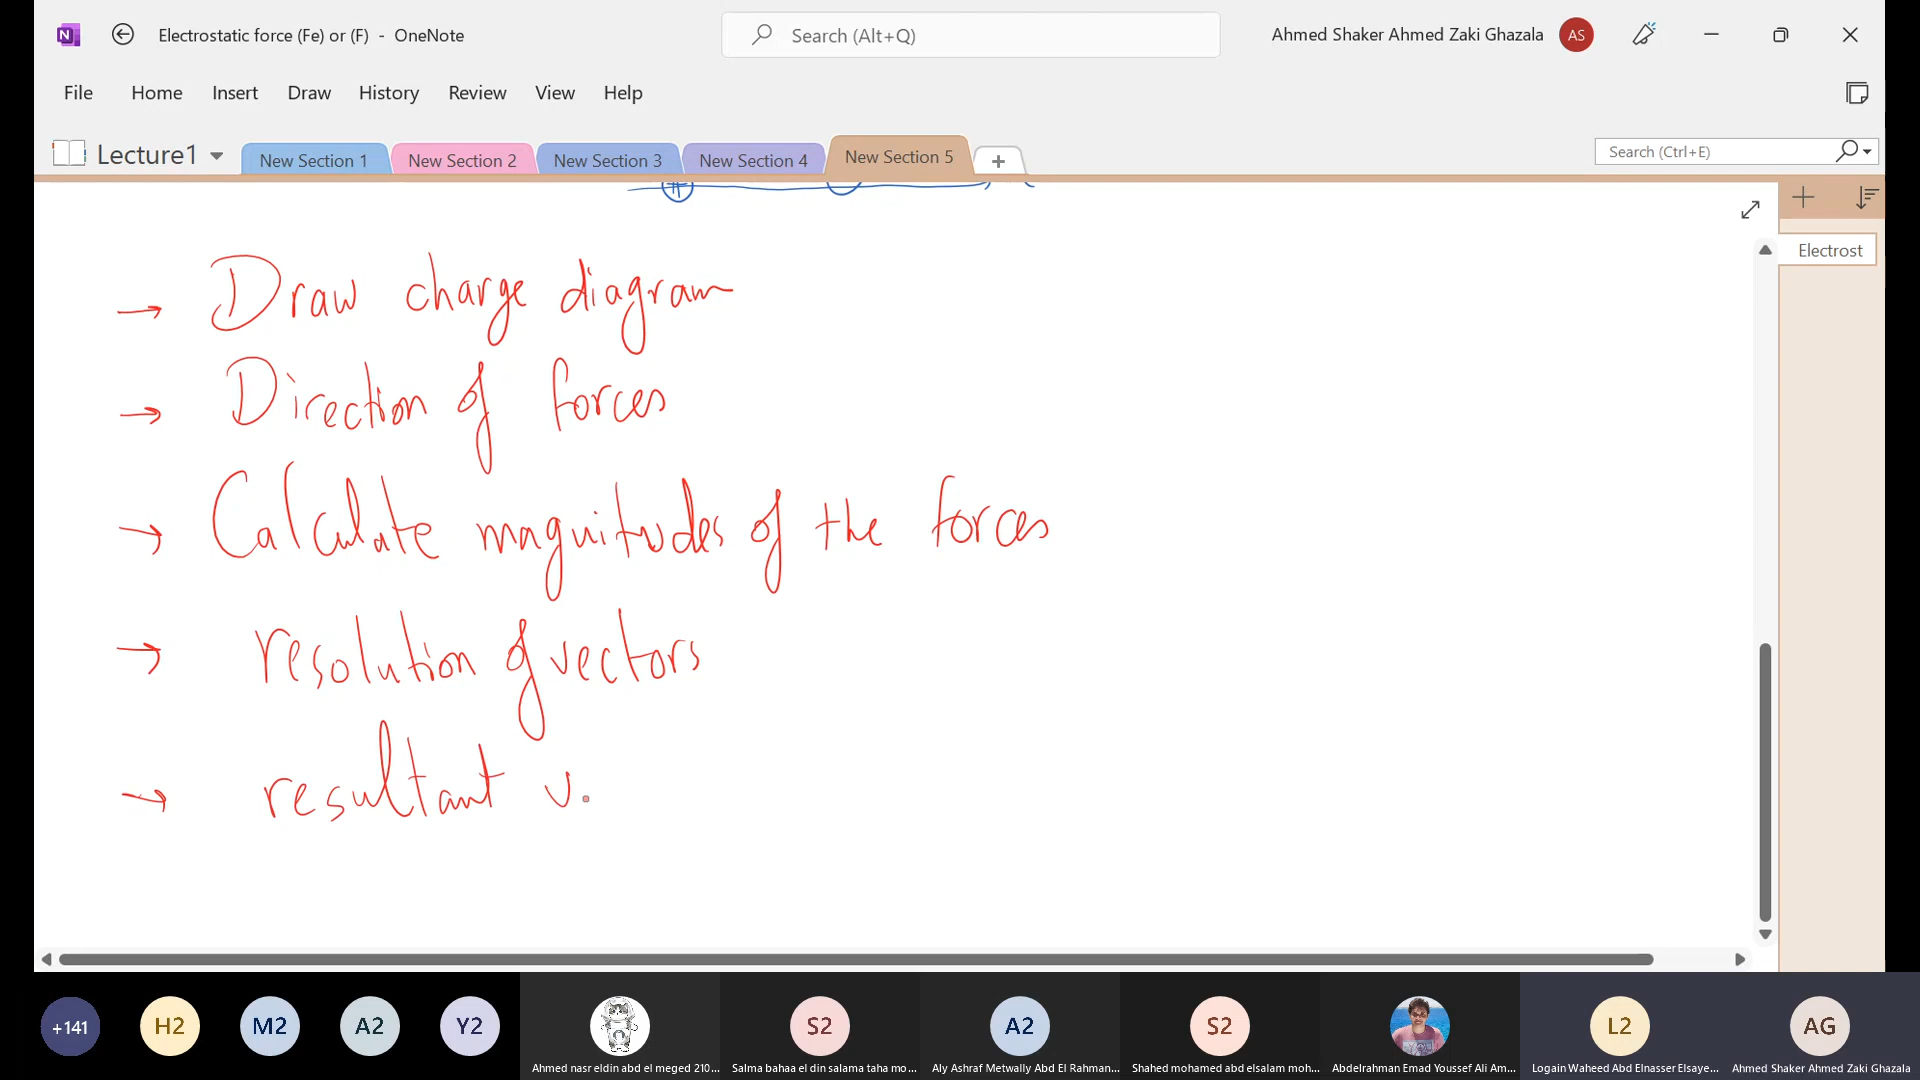 Electrostatic force (Fe) or (F) - OneNote
Search (Alt+Q)
Ahmed Shaker Ahmed Zaki Ghazala
AS
File Home Insert Draw History Review View Help
Lecture1
New Section 1
New Section 2
New Section 3
New Section 4
New Section 5
+
Search (Ctrl+E)
Electrost
→ Draw charge diagram
→ Direction of forces
→ Calculate magnitudes of the forces
→ resolution of vectors
→ resultant v
+141
H2
M2
A2
Y2
S2
A2
S2
L2
AG
Ahmed nasr eldin abd el meged 210...
Salma bahaa el din salama taha mo...
Aly Ashraf Metwally Abd El Rahman...
Shahed mohamed abd elsalam moh...
Abdelrahman Emad Youssef Ali Am...
Logain Waheed Abd Elnasser Elsaye...
Ahmed Shaker Ahmed Zaki Ghazala